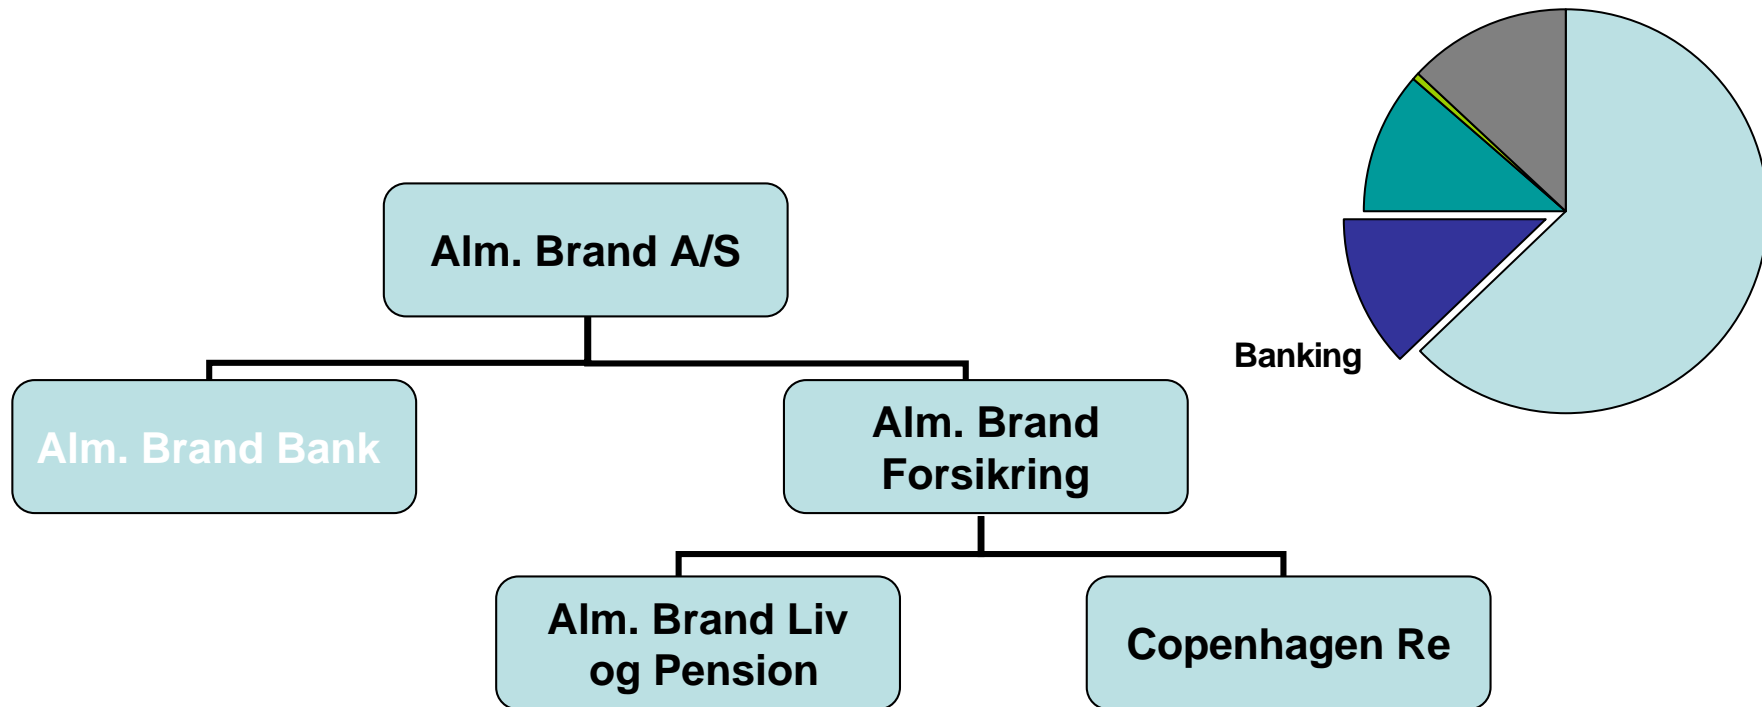 Alm. Brand A/S
Banking
Alm. Brand Bank
Alm. Brand
Forsikring
Alm. Brand Liv
og Pension
Copenhagen Re